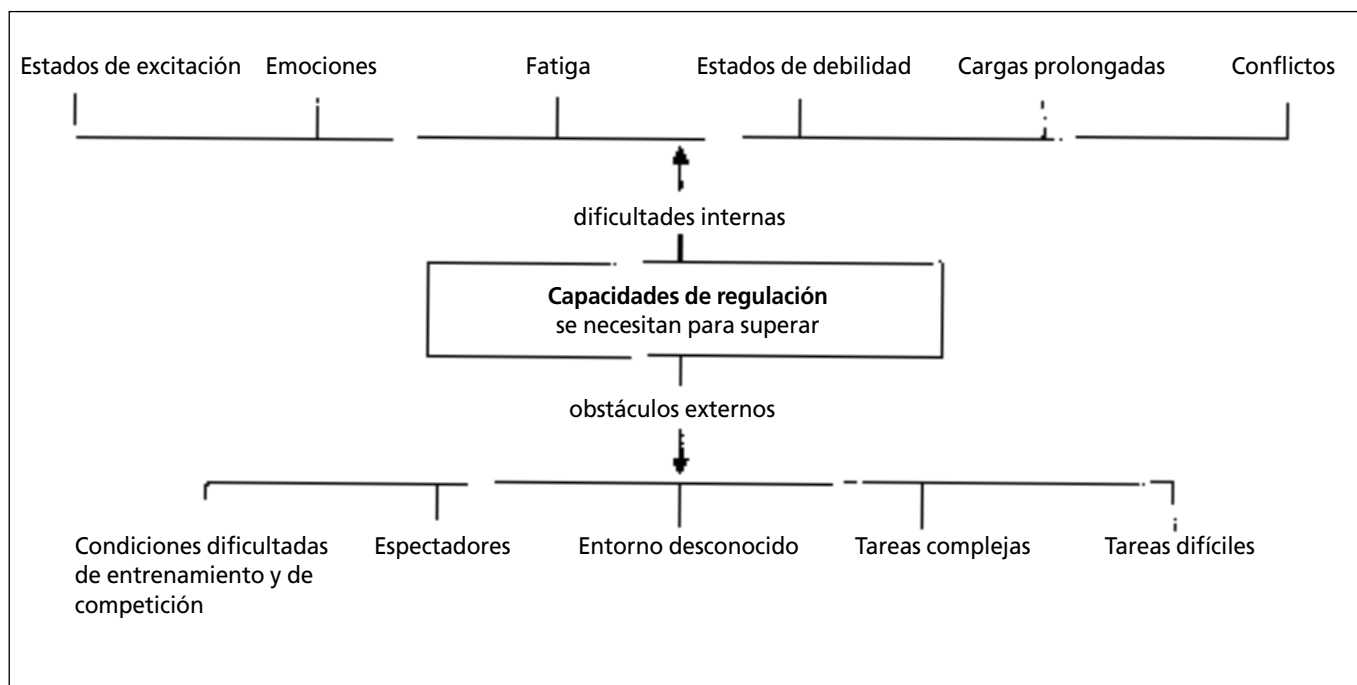 Estados de excitación Emociones Fatiga Estados de debilidad Cargas prolongadas Conflictos
dificultades internas
Capacidades de regulación
se necesitan para superar
obstáculos externos
Condiciones dificultadas Espectadores Entorno desconocido Tareas complejas Tareas difíciles
de entrenamiento y de
competición